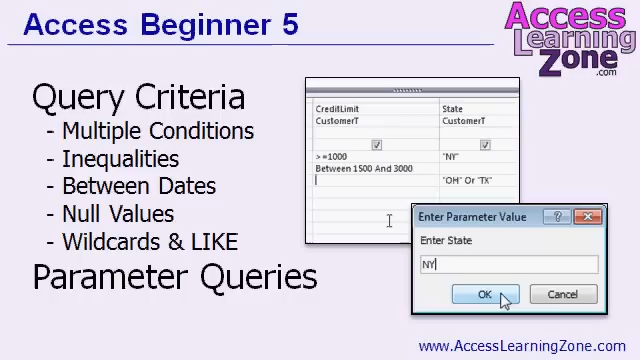 Access Beginner 5
Access
Learning
Zone
.com
Query Criteria
- Multiple Conditions
- Inequalities
- Between Dates
- Null Values
- Wildcards & LIKE
Parameter Queries
CreditLimit State
CustomerT CustomerT
>=1000 "NY"
Between 1500 And 3000
"OH" Or "TX"
Enter Parameter Value
Enter State
NY
OK Cancel
www.AccessLearningZone.com